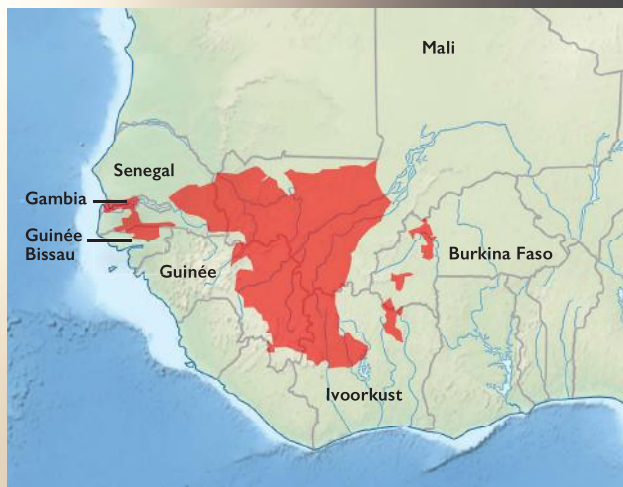 Mali
Senegal
Gambia
Guinée
Bissau
Guinée
Burkina Faso
Ivoorkust